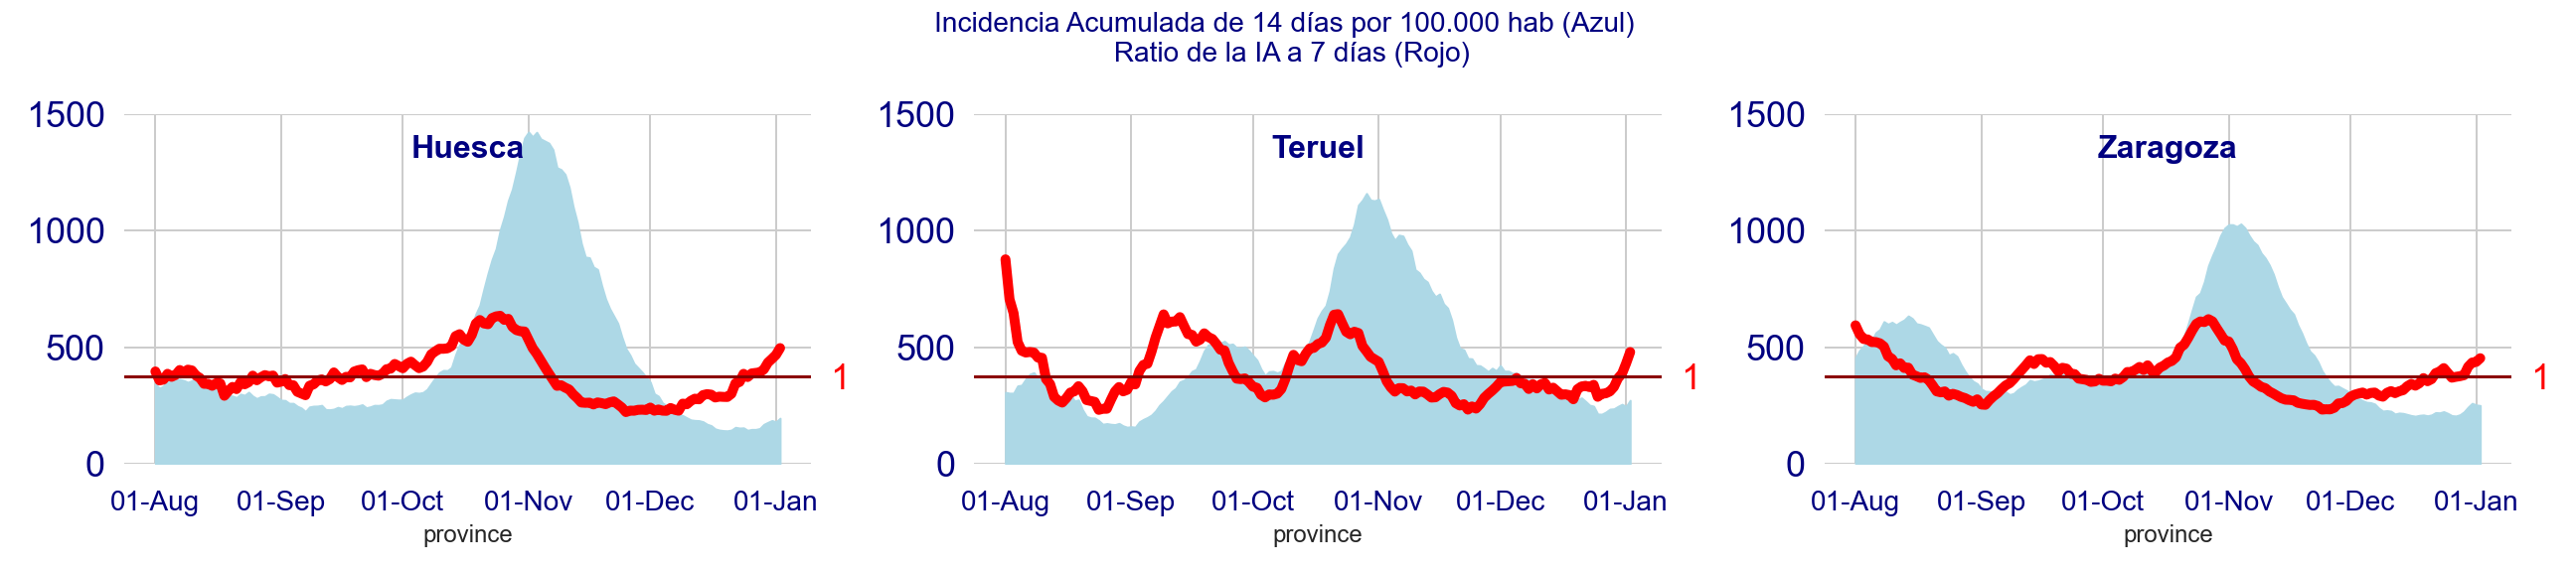 Incidencia Acumulada de 14 días por 100.000 hab (Azul)
Ratio de la IA a 7 días (Rojo)
1500
1000
500
0
Huesca
1
01-Aug 01-Sep 01-Oct 01-Nov 01-Dec 01-Jan
province
1500
1000
500
0
Teruel
1
01-Aug 01-Sep 01-Oct 01-Nov 01-Dec 01-Jan
province
1500
1000
500
0
Zaragoza
1
01-Aug 01-Sep 01-Oct 01-Nov 01-Dec 01-Jan
province